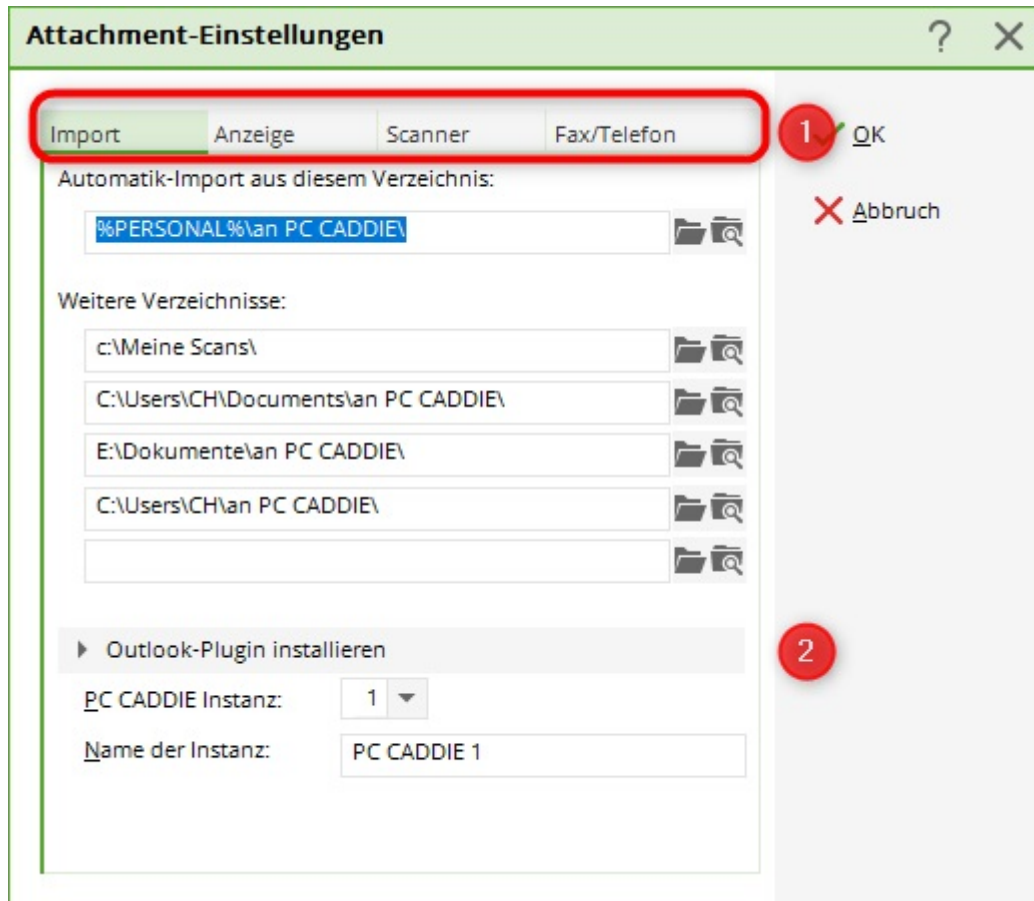 Attachment-Einstellungen ?
Import Anzeige Scanner Fax/Telefon 1 OK
Automatik-Import aus diesem Verzeichnis:
%PERSONAL%\an PC CADDIE\
Abbruch
Weitere Verzeichnisse:
c:\Meine Scans\
C:\Users\CH\Documents\an PC CADDIE\
E:\Dokumente\an PC CADDIE\
C:\Users\CH\an PC CADDIE\
Outlook-Plugin installieren 2
PC CADDIE Instanz: 1
Name der Instanz: PC CADDIE 1